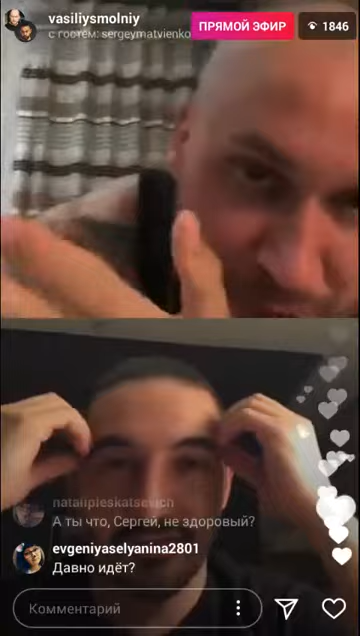 vasiliysmolniy
с гостем: sergeymatvienko
ПРЯМОЙ ЭФИР
1846
natalipleskatsevich
А ты что, Сергей, не здоровый?
evgeniyaselyanina2801
Давно идёт?
Комментарий